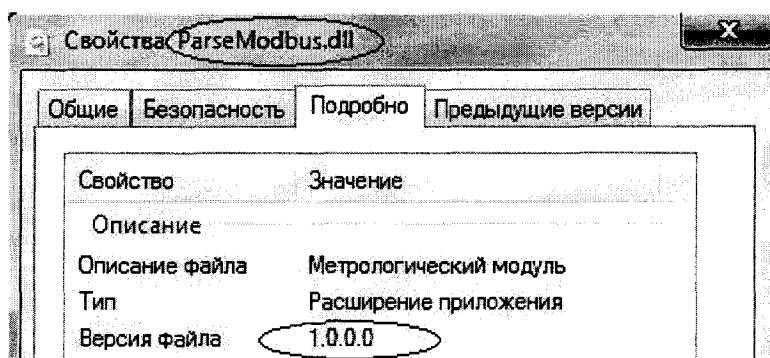 Свойства: ParseModbus.dll
Общие Безопасность Подробно Предыдущие версии
Свойство Значение
Описание
Описание файла Метрологический модуль
Тип Расширение приложения
Версия файла 1.0.0.0